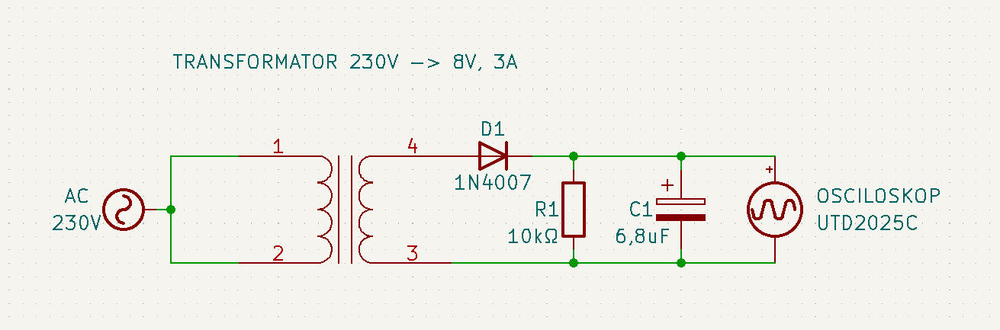 TRANSFORMATOR 230V —> 8V, 3A
D1
1
4
1N4007
+
AC
230V
R1
10kΩ
+
C1
6,8uF
OSCILOSKOP
UTD2025C
2
3